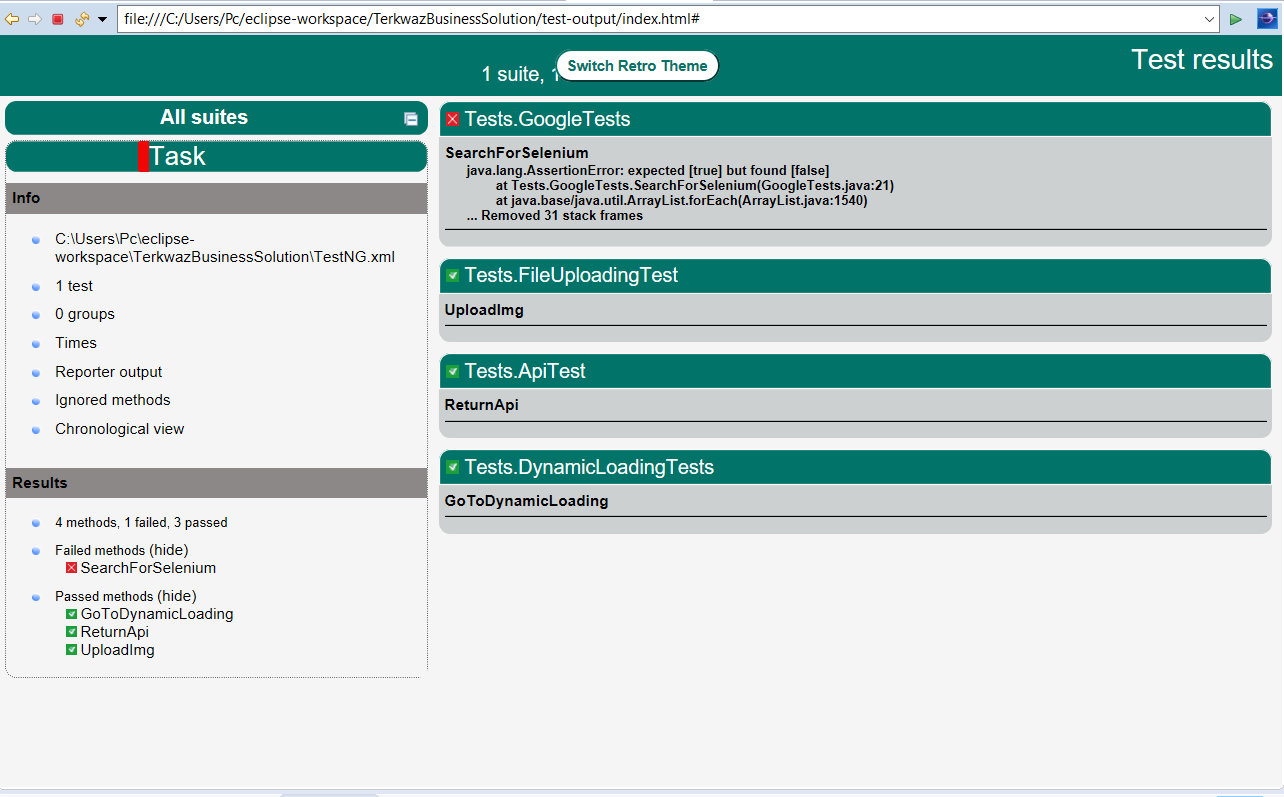 file:///C:/Users/Pc/eclipse-workspace/TerkwazBusinessSolution/test-output/index.html#
Test results
1 suite,
Switch Retro Theme
All suites
Task
Info
C:\Users\Pc\eclipse-
workspace\TerkwazBusinessSolution\TestNG.xml
1 test
0 groups
Times
Reporter output
Ignored methods
Chronological view
Results
4 methods, 1 failed, 3 passed
Failed methods (hide)
SearchForSelenium
Passed methods (hide)
GoToDynamicLoading
ReturnApi
UploadImg
Tests.GoogleTests
SearchForSelenium
java.lang.AssertionError: expected [true] but found [false]
at Tests.GoogleTests.SearchForSelenium(GoogleTests.java:21)
at java.base/java.util.ArrayList.forEach(ArrayList.java:1540)
... Removed 31 stack frames
Tests.FileUploadingTest
UploadImg
Tests.ApiTest
ReturnApi
Tests.DynamicLoadingTests
GoToDynamicLoading